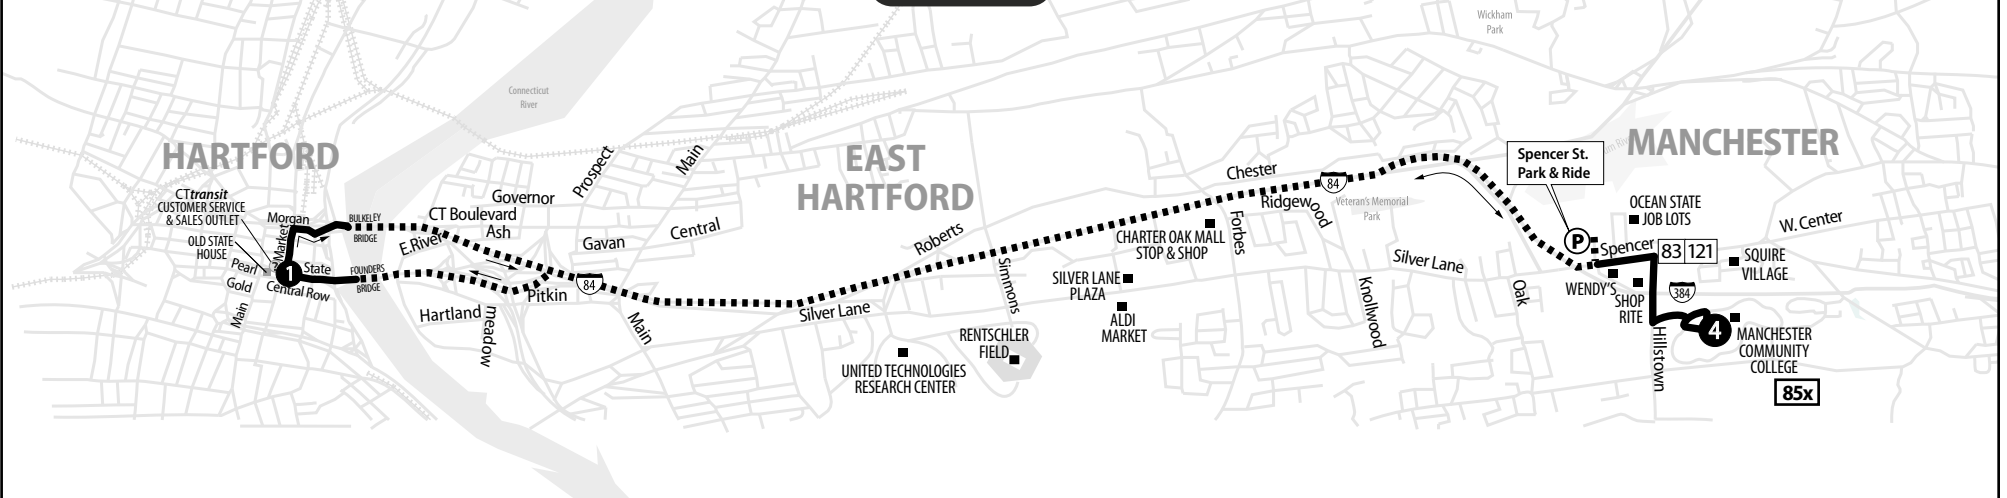 Wickham
Park
Connecticut
River
HARTFORD
EAST
HARTFORD
MANCHESTER
CTtransit
CUSTOMER SERVICE
& SALES OUTLET
OLD STATE
HOUSE
Morgan
Market
BULKELEY
BRIDGE
State
1
Pearl
Gold
Central Row
Main
FOUNDERS
BRIDGE
Governor
CT Boulevard
Ash
E.River
Prospect
Main
Gavan
Central
Hartland
meadow
Pitkin
84
Main
Silver Lane
Roberts
Simmons
UNITED TECHNOLOGIES
RESEARCH CENTER
RENTSCHLER
FIELD
SILVER LANE
PLAZA
ALDI
MARKET
CHARTER OAK MALL
STOP & SHOP
Forbes
Chester
Ridgewood
84
Veteran's Memorial
Park
Silver Lane
Knollwood
Oak
Spencer St.
Park & Ride
P
Spencer
83 121
OCEAN STATE
JOB LOTS
W. Center
SQUIRE
VILLAGE
WENDY'S
SHOP
RITE
384
Hillstown
4
MANCHESTER
COMMUNITY
COLLEGE
85x